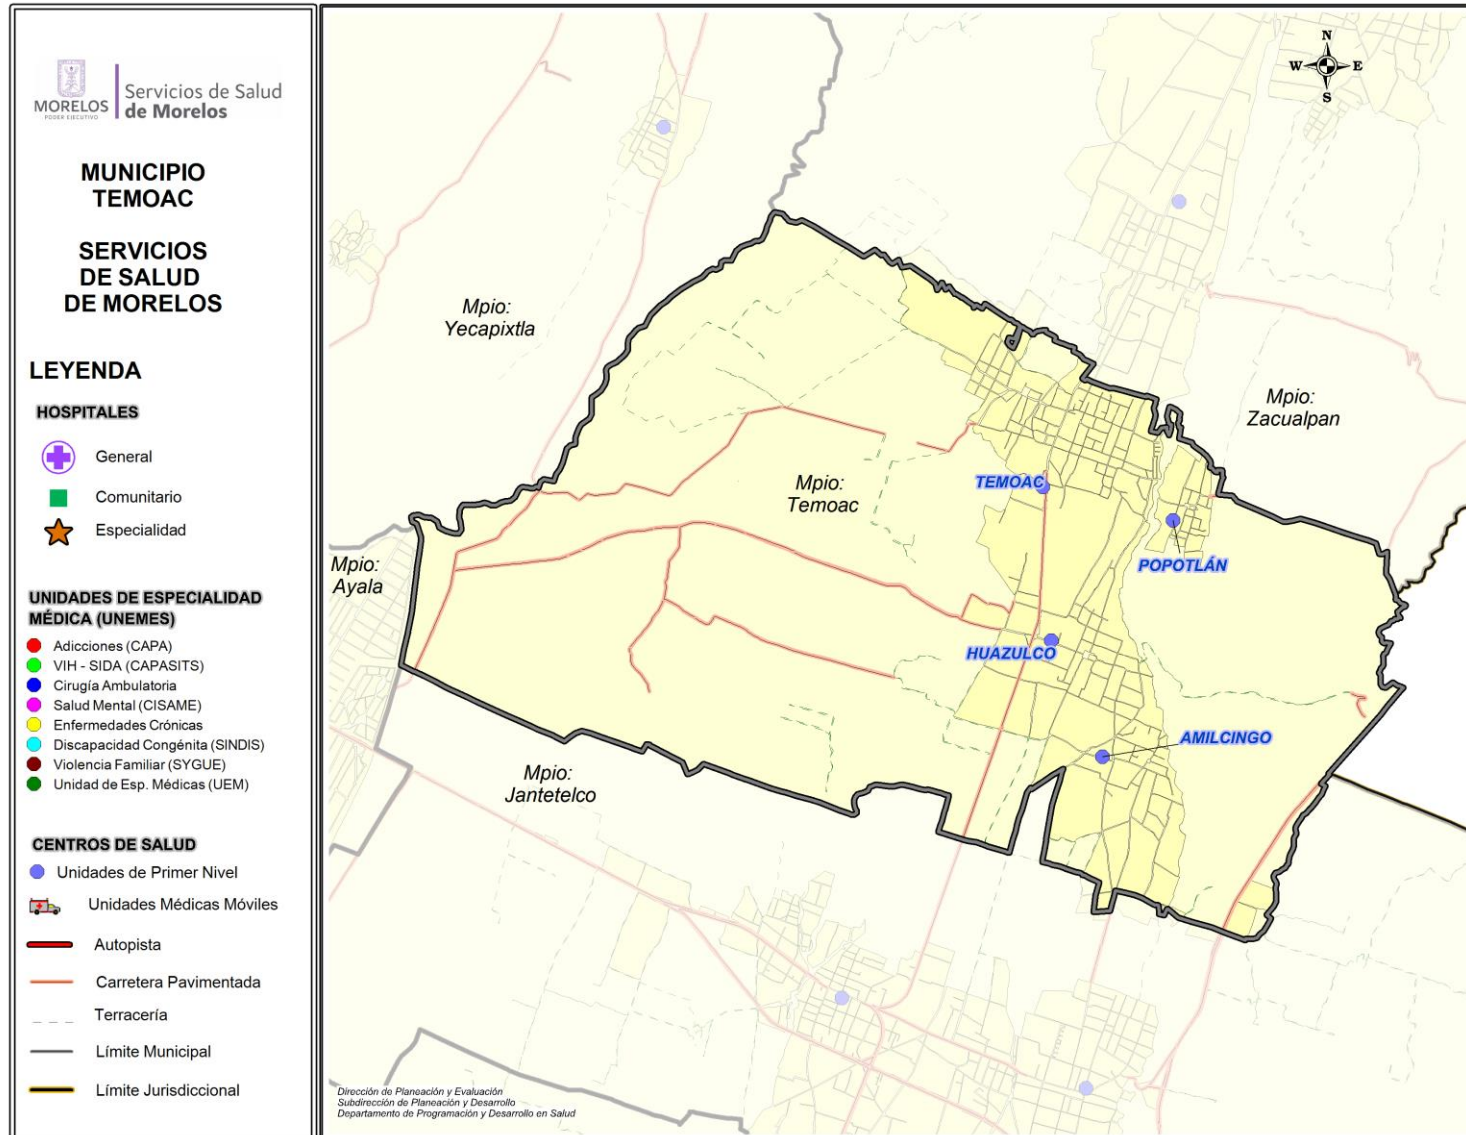 MORELOS
PODER EJECUTIVO
Servicios de Salud
de Morelos
MUNICIPIO
TEMOAC
SERVICIOS
DE SALUD
DE MORELOS
LEYENDA
HOSPITALES
General
Comunitario
Especialidad
UNIDADES DE ESPECIALIDAD
MÉDICA (UNEMES)
Adicciones (CAPA)
VIH - SIDA (CAPASITS)
Cirugía Ambulatoria
Salud Mental (CISAME)
Enfermedades Crónicas
Discapacidad Congénita (SINDIS)
Violencia Familiar (SYGUE)
Unidad de Esp. Médicas (UEM)
CENTROS DE SALUD
Unidades de Primer Nivel
Unidades Médicas Móviles
Autopista
Carretera Pavimentada
Terracería
Límite Municipal
Límite Jurisdiccional
N
W E
S
Mpio:
Yecapixtla
Mpio:
Zacualpan
TEMOAC
Mpio:
Temoac
POPOTLÁN
Mpio:
Ayala
HUAZULCO
AMILCINGO
Mpio:
Jantetelco
Dirección de Planeación y Evaluación
Subdirección de Planeación y Desarrollo
Departamento de Programación y Desarrollo en Salud